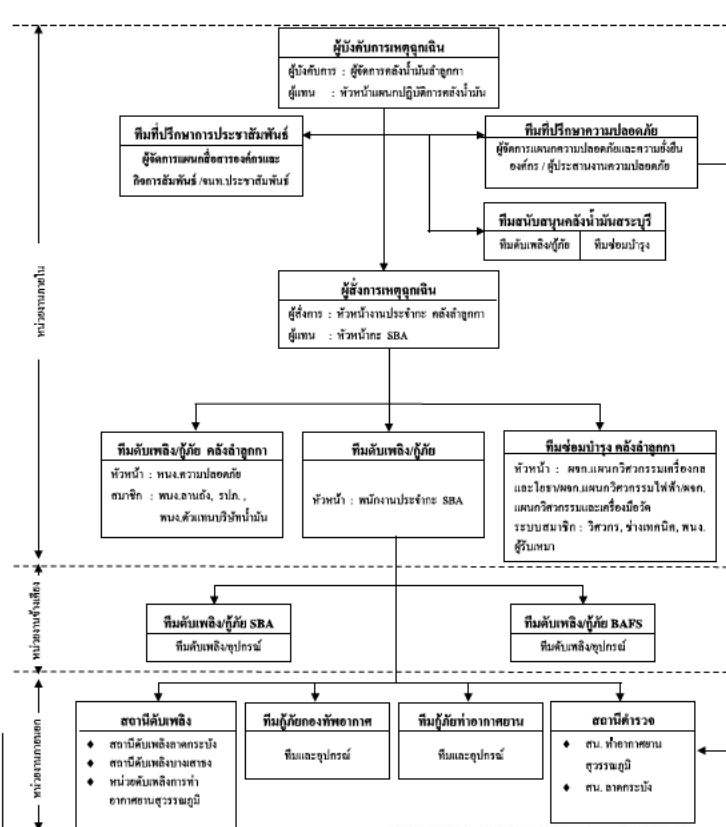 ผู้บังคับการเหตุฉุกเฉิน
ผู้บังคับการ : ผู้จัดการคลังน้ำมันลำลูกกา
ผู้แทน : หัวหน้าแผนกปฏิบัติการคลังน้ำมัน
ทีมที่ปรึกษาการประชาสัมพันธ์
ผู้จัดการแผนกสื่อสารองค์กรและ
กิจการสัมพันธ์ /จนท.ประชาสัมพันธ์
ทีมที่ปรึกษาความปลอดภัย
ผู้จัดการแผนกความปลอดภัยและความยั่งยืน
องค์กร / ผู้ประสานงานความปลอดภัย
ทีมสนับสนุนคลังน้ำมันสระบุรี
ทีมดับเพลิง/กู้ภัย
ทีมซ่อมบำรุง
หน่วยงานภายใน
ผู้สั่งการเหตุฉุกเฉิน
ผู้สั่งการ : หัวหน้างานประจำกะ คลังลำลูกกา
ผู้แทน : หัวหน้ากะ SBA
ทีมดับเพลิง/กู้ภัย คลังลำลูกกา
หัวหน้า : พนง.ความปลอดภัย
สมาชิก : พนง.ลานถัง, รปภ. ,
พนง.ตัวแทนบริษัทน้ำมัน
ทีมดับเพลิง/กู้ภัย
หัวหน้า : พนักงานประจำกะ SBA
ทีมซ่อมบำรุง คลังลำลูกกา
หัวหน้า : ผจก.แผนกวิศวกรรมเครื่องกล
และโยธา/ผจก.แผนกวิศวกรรมไฟฟ้า/ผจก.
แผนกวิศวกรรมและเครื่องมือวัด
ระบบสมาชิก : วิศวกร, ช่างเทคนิค, พนง.
ผู้รับเหมา
หน่วยงานข้างเคียง
ทีมดับเพลิง/กู้ภัย SBA
ทีมดับเพลิง/อุปกรณ์
ทีมดับเพลิง/กู้ภัย BAFS
ทีมดับเพลิง/อุปกรณ์
หน่วยงานภายนอก
สถานีดับเพลิง
♦ สถานีดับเพลิงลาดกระบัง
♦ สถานีดับเพลิงบางเสาธง
♦ หน่วยดับเพลิงการท่า
อากาศยานสุวรรณภูมิ
ทีมกู้ภัยกองทัพอากาศ
ทีมและอุปกรณ์
ทีมกู้ภัยท่าอากาศยาน
ทีมและอุปกรณ์
สถานีตำรวจ
♦ สน. ท่าอากาศยาน
สุวรรณภูมิ
♦ สน. ลาดกระบัง